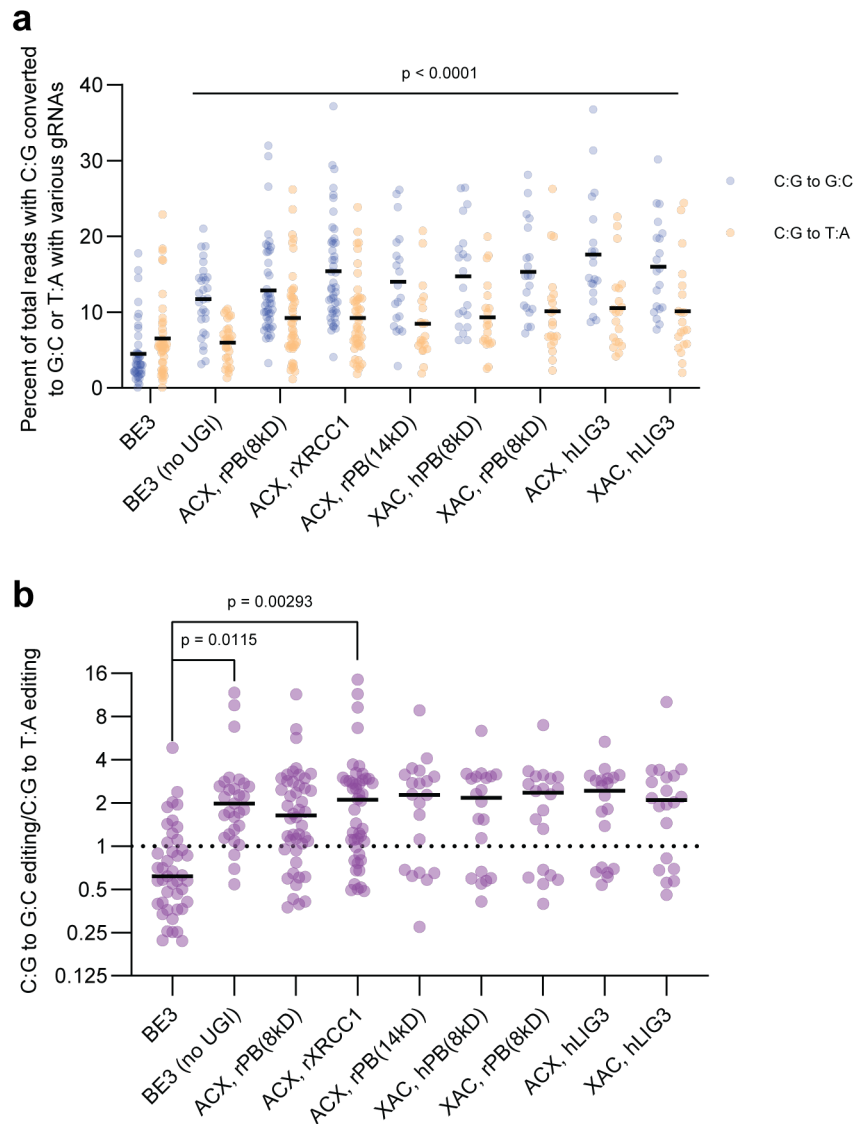 a
p < 0.0001
Percent of total reads with C:G converted
to G:C or T:A with various gRNAs
40
30
20
10
0
C:G to G:C
C:G to T:A
BE3
BE3 (no UGI)
ACX, rPB(8kD)
ACX, rXRCC1
ACX, rPB(14kD)
XAC, hPB(8kD)
XAC, rPB(8kD)
ACX, hLIG3
XAC, hLIG3
b
p = 0.00293
p = 0.0115
C:G to G:C editing/C:G to T:A editing
16
8
4
2
1
0.5
0.25
0.125
BE3
BE3 (no UGI)
ACX, rPB(8kD)
ACX, rXRCC1
ACX, rPB(14kD)
XAC, hPB(8kD)
XAC, rPB(8kD)
ACX, hLIG3
XAC, hLIG3